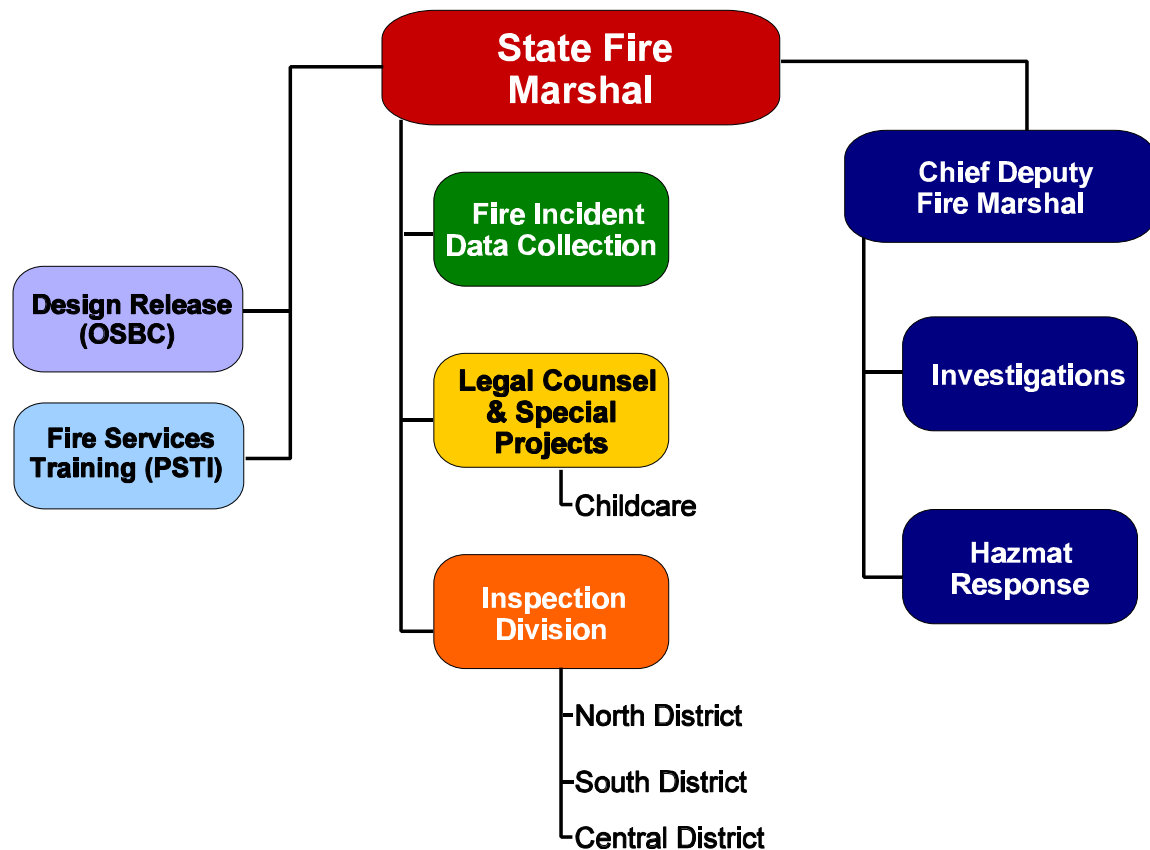 State Fire
Marshal
Chief Deputy
Fire Marshal
Fire Incident
Data Collection
Design Release
(OSBC)
Investigations
Legal Counsel
& Special
Projects
Fire Services
Training (PSTI)
Childcare
Hazmat
Response
Inspection
Division
North District
South District
Central District